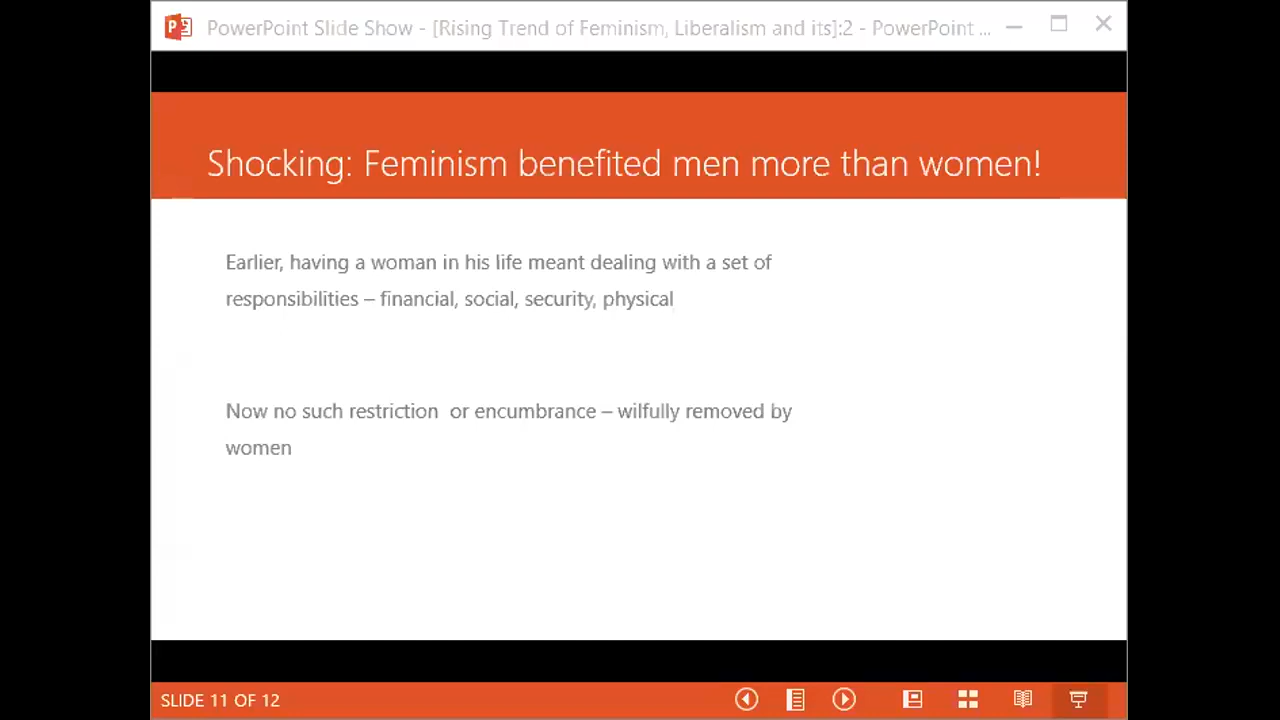 PowerPoint Slide Show - [Rising Trend of Feminism, Liberalism and its]:2 - PowerPoint ...
Shocking: Feminism benefited men more than women!
Earlier, having a woman in his life meant dealing with a set of
responsibilities – financial, social, security, physical
Now no such restriction  or encumbrance – wilfully removed by
women
SLIDE 11 OF 12